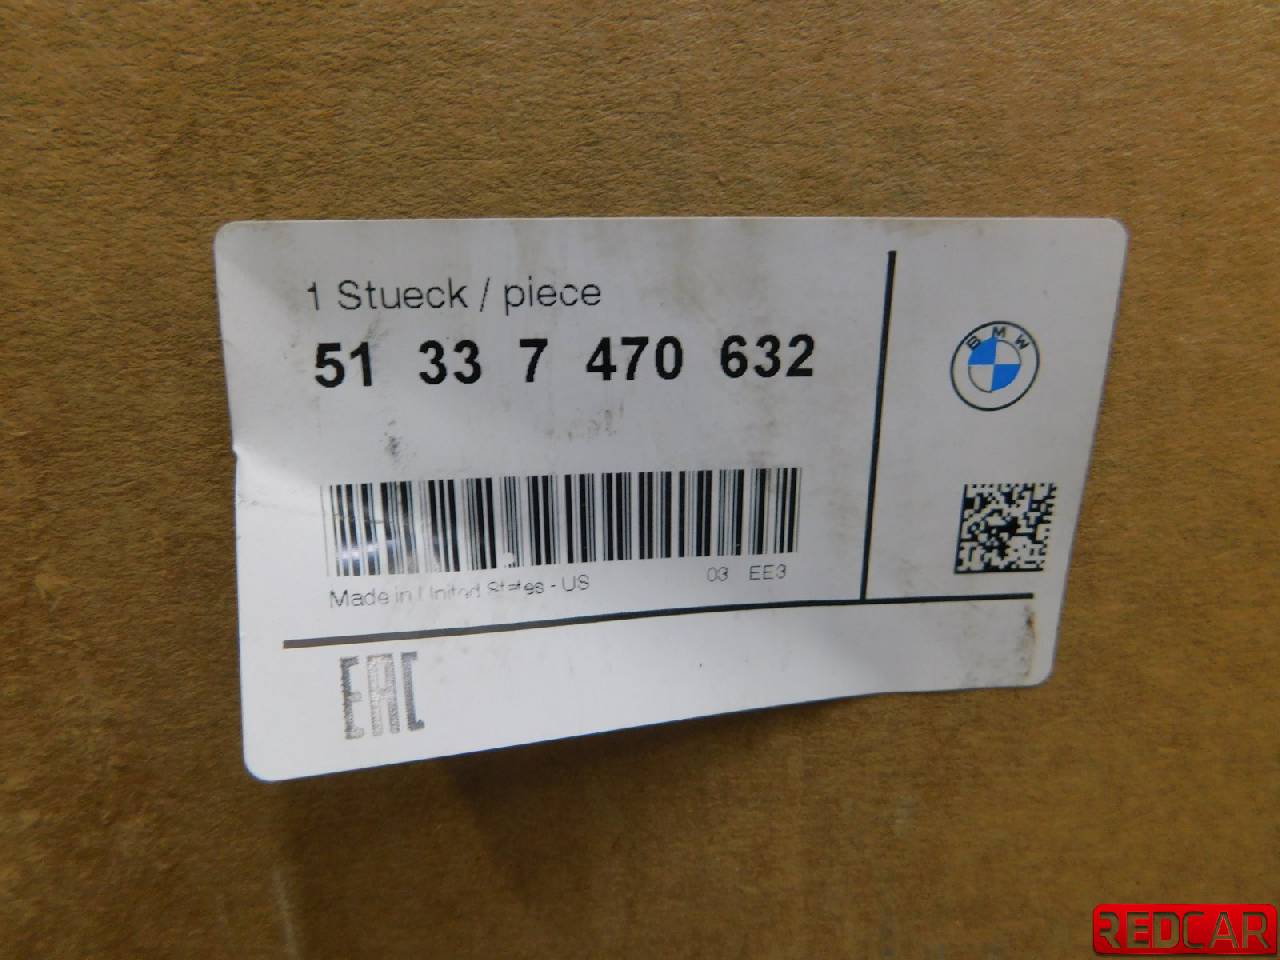 1 Stueck / piece
51 33 7 470 632
BMW
Made in United States - US 03 EE3
EAC
REDCAR